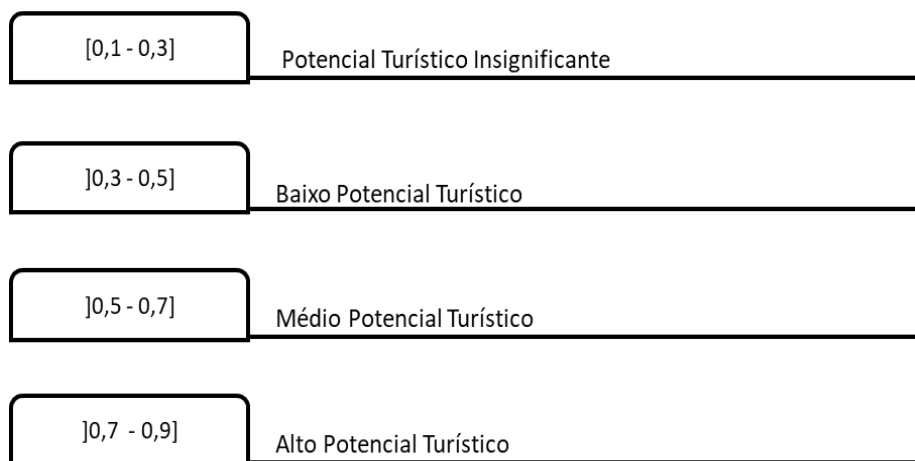 [0,1 - 0,3]
Potencial Turístico Insignificante
]0,3 - 0,5]
Baixo Potencial Turístico
]0,5 - 0,7]
Médio Potencial Turístico
]0,7 - 0,9]
Alto Potencial Turístico